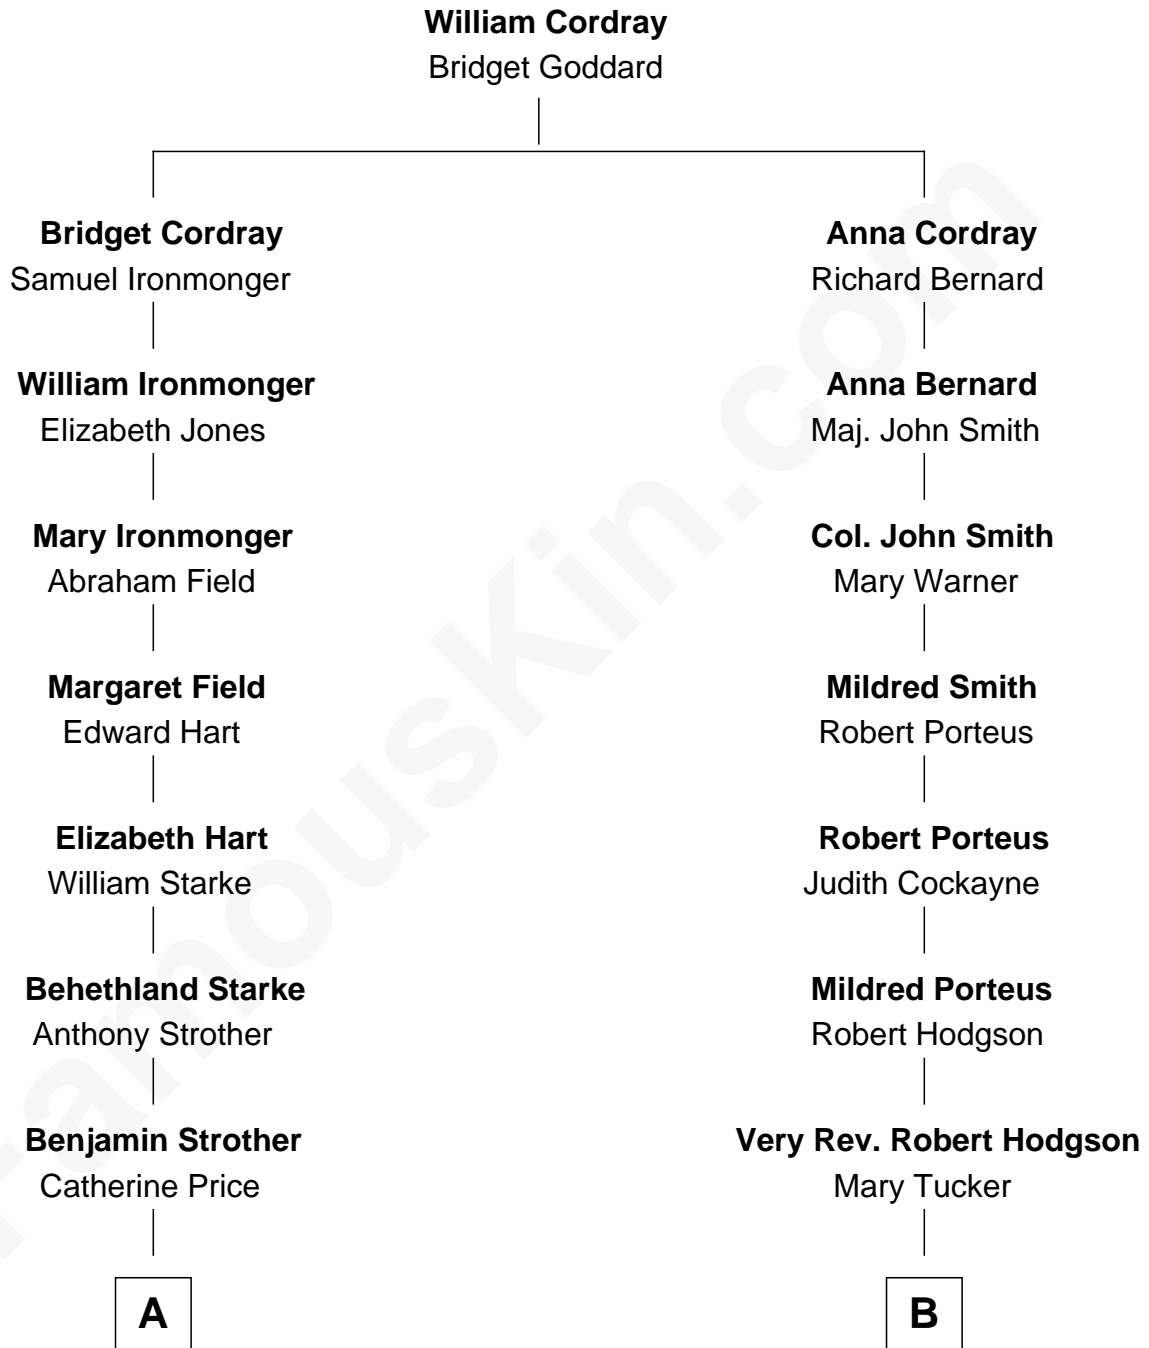 William Cordray
Bridget Goddard
Bridget Cordray
Samuel Ironmonger
William Ironmonger
Elizabeth Jones
Mary Ironmonger
Abraham Field
Margaret Field
Edward Hart
Elizabeth Hart
William Starke
Behethland Starke
Anthony Strother
Benjamin Strother
Catherine Price
A
Anna Cordray
Richard Bernard
Anna Bernard
Maj. John Smith
Col. John Smith
Mary Warner
Mildred Smith
Robert Porteus
Robert Porteus
Judith Cockayne
Mildred Porteus
Robert Hodgson
Very Rev. Robert Hodgson
Mary Tucker
B
FamousKin.com